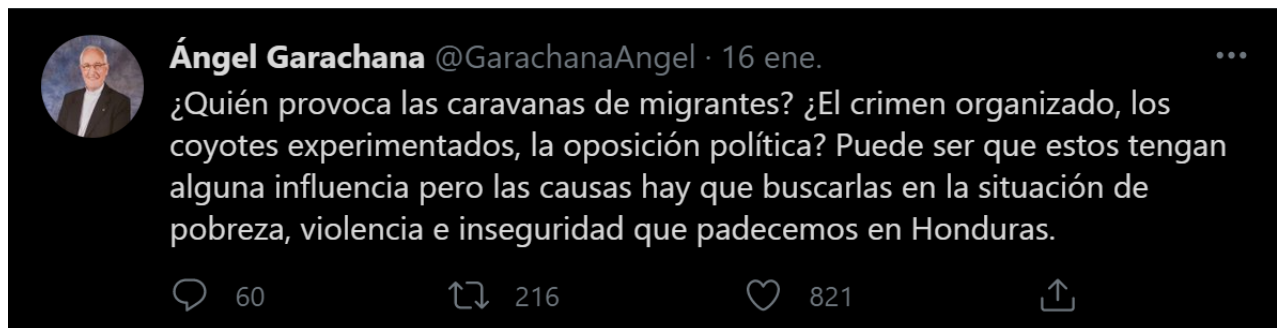 Ángel Garachana @GarachanaAngel · 16 ene.
¿Quién provoca las caravanas de migrantes? ¿El crimen organizado, los
coyotes experimentados, la oposición política? Puede ser que estos tengan
alguna influencia pero las causas hay que buscarlas en la situación de
pobreza, violencia e inseguridad que padecemos en Honduras.
60 216 821